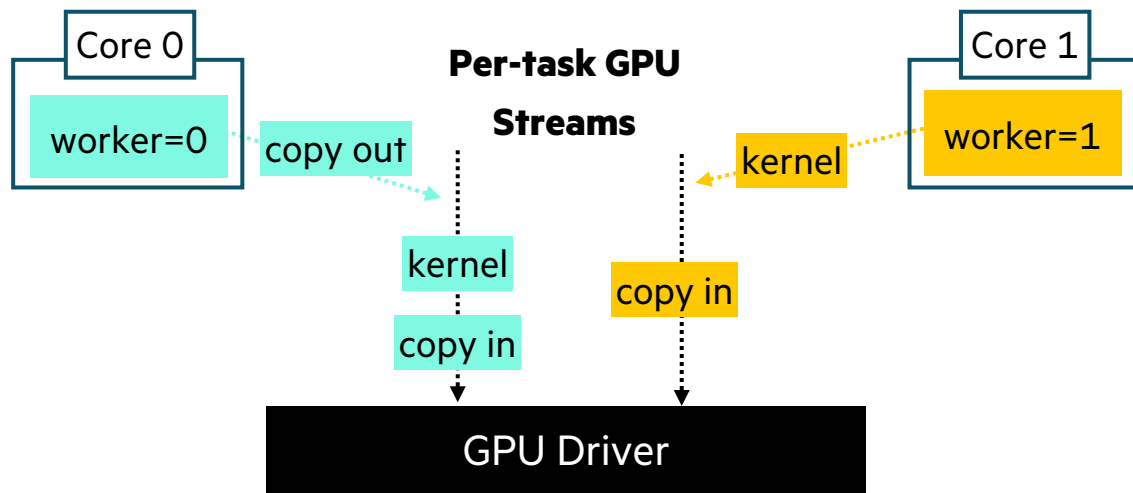 Core 0
worker=0
copy out
Per-task GPU
Streams
Core 1
worker=1
kernel
kernel
copy in
copy in
GPU Driver